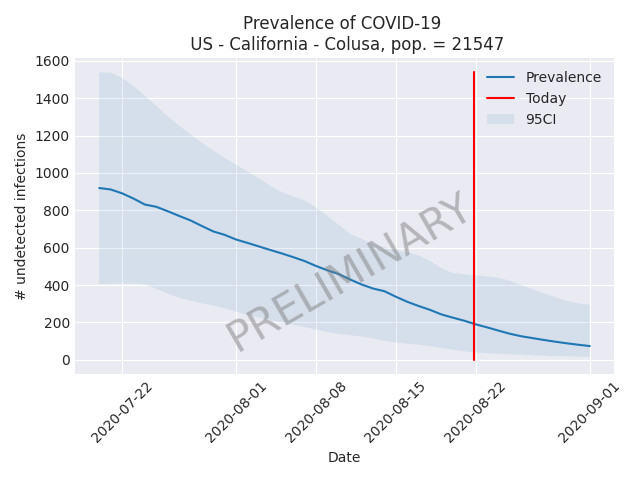 Prevalence of COVID-19
US - California - Colusa, pop. = 21547
1600
1400
1200
1000
800
600
400
200
0
# undetected infections
Prevalence
Today
95CI
PRELIMINARY
2020-07-22
2020-08-01
2020-08-08
2020-08-15
2020-08-22
2020-09-01
Date